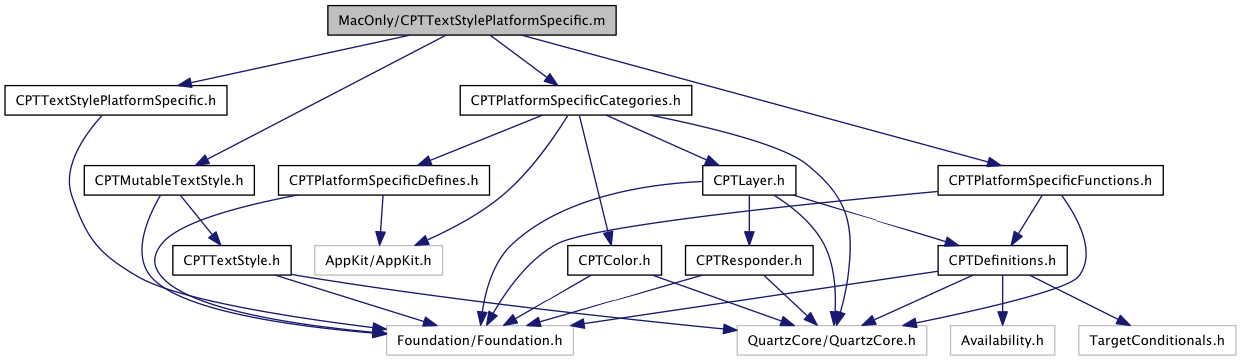 MacOnly/CPTTextStylePlatformSpecific.m
CPTTextStylePlatformSpecific.h
CPTPlatformSpecificCategories.h
CPTMutableTextStyle.h
CPTPlatformSpecificDefines.h
CPTLayer.h
CPTPlatformSpecificFunctions.h
CPTTextStyle.h
AppKit/AppKit.h
CPTColor.h
CPTResponder.h
CPTDefinitions.h
Foundation/Foundation.h
QuartzCore/QuartzCore.h
Availability.h
TargetConditionals.h